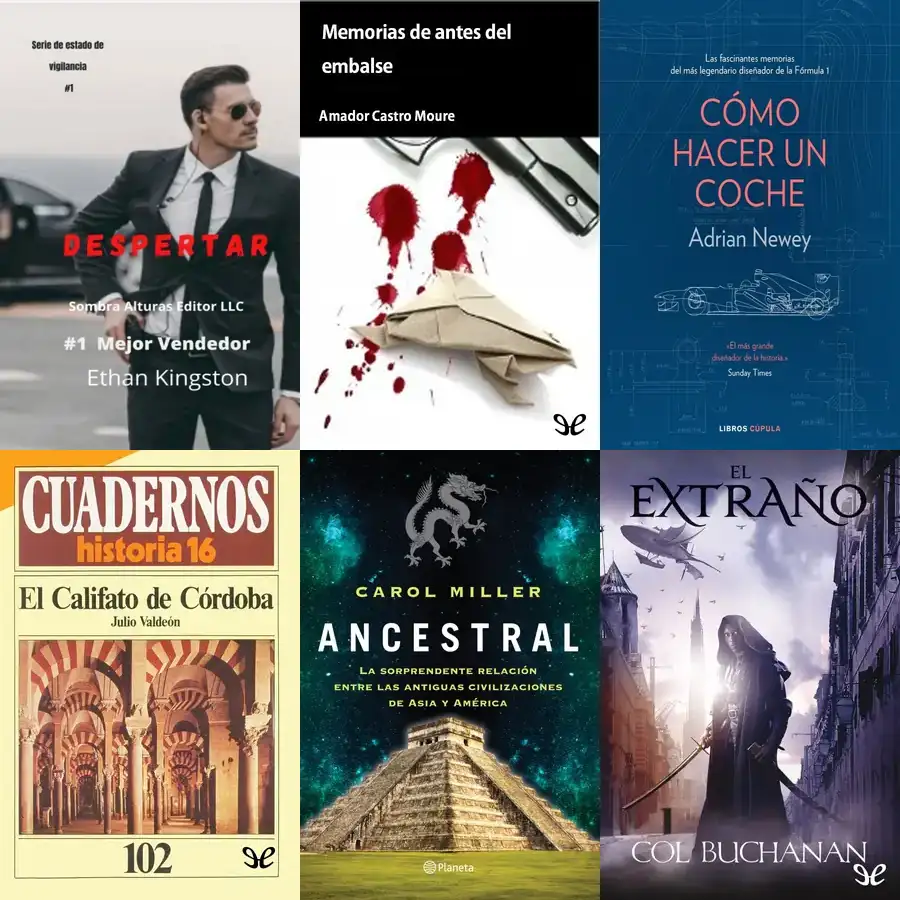 Serie de estado de
vigilancia
#1
DESPERTAR
Sombra Alturas Editor LLC
#1 Mejor Vendedor
Ethan Kingston
Memorias de antes del
embalse
Amador Castro Moure
Las fascinantes memorias
del más legendario diseñador de la Fórmula 1
CÓMO
HACER UN
COCHE
Adrian Newey
«El más grande
diseñador de la historia.»
Sunday Times
LIBROS CÚPULA
CUADERNOS
historia 16
El Califato de Córdoba
Julio Valdeón
102
CAROL MILLER
ANCESTRAL
LA SORPRENDENTE RELACIÓN
ENTRE LAS ANTIGUAS CIVILIZACIONES
DE ASIA Y AMÉRICA
Planeta
EL
EXTRAÑO
COL BUCHANAN